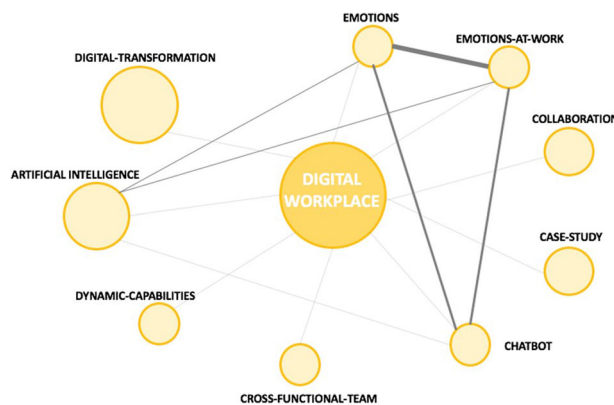 EMOTIONS
EMOTIONS-AT-WORK
DIGITAL-TRANSFORMATION
COLLABORATION
ARTIFICIAL INTELLIGENCE
DIGITAL
WORKPLACE
CASE-STUDY
DYNAMIC-CAPABILITIES
CHATBOT
CROSS-FUNCTIONAL-TEAM